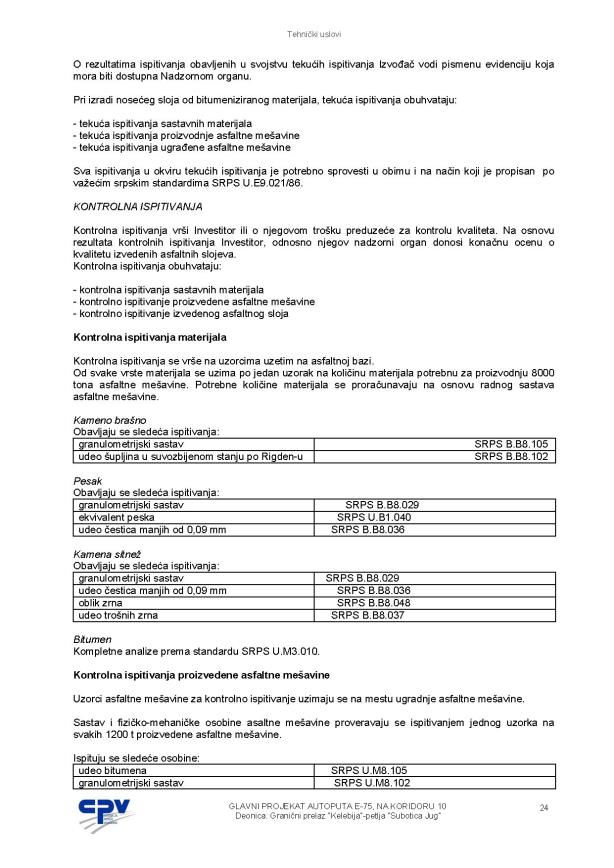 Tehnički uslovi
O rezultatima ispitivanja obavljenih u svojstvu tekućih ispitivanja Izvođač vodi pismenu evidenciju koja
mora biti dostupna Nadzornom organu.
Pri izradi nosećeg sloja od bitumeniziranog materijala, tekuća ispitivanja obuhvataju:
- tekuća ispitivanja sastavnih materijala
- tekuća ispitivanja proizvodnje asfaltne mešavine
- tekuća ispitivanja ugrađene asfaltne mešavine
Sva ispitivanja u okviru tekućih ispitivanja je potrebno sprovesti u obimu i na način koji je propisan po
važećim srpskim standardima SRPS U.E9.021/86.
KONTROLNA ISPITIVANJA
Kontrolna ispitivanja vrši Investitor ili o njegovom trošku preduzeće za kontrolu kvaliteta. Na osnovu
rezultata kontrolnih ispitivanja Investitor, odnosno njegov nadzorni organ donosi konačnu ocenu o
kvalitetu izvedenih asfaltnih slojeva.
Kontrolna ispitivanja obuhvataju:
- kontrolna ispitivanja sastavnih materijala
- kontrolno ispitivanje proizvedene asfaltne mešavine
- kontrolno ispitivanje izvedenog asfaltnog sloja
Kontrolna ispitivanja materijala
Kontrolna ispitivanja se vrše na uzorcima uzetim na asfaltnoj bazi.
Od svake vrste materijala se uzima po jedan uzorak na količinu materijala potrebnu za proizvodnju 8000
tona asfaltne mešavine. Potrebne količine materijala se proračunavaju na osnovu radnog sastava
asfaltne mešavine.
Kameno brašno
Obavljaju se sledeća ispitivanja:
granulometrijski sastav SRPS B.B8.105
udeo šupljina u suvozbijenom stanju po Rigden-u SRPS B.B8.102
Pesak
Obavljaju se sledeća ispitivanja:
granulometrijski sastav SRPS B.B8.029
ekvivalent peska SRPS U.B1.040
udeo čestica manjih od 0,09 mm SRPS B.B8.036
Kamena sitnež
Obavljaju se sledeća ispitivanja:
granulometrijski sastav SRPS B.B8.029
udeo čestica manjih od 0,09 mm SRPS B.B8.036
oblik zrna SRPS B.B8.048
udeo trošnih zrna SRPS B.B8.037
Bitumen
Kompletne analize prema standardu SRPS U.M3.010.
Kontrolna ispitivanja proizvedene asfaltne mešavine
Uzorci asfaltne mešavine za kontrolno ispitivanje uzimaju se na mestu ugradnje asfaltne mešavine.
Sastav i fizičko-mehaničke osobine asaltne mešavine proveravaju se ispitivanjem jednog uzorka na
svakih 1200 t proizvedene asfaltne mešavine.
Ispituju se sledeće osobine:
udeo bitumena SRPS U.M8.105
granulometrijski sastav SRPS U.M8.102
CPV
GLAVNI PROJEKAT AUTOPUTA E-75, NA KORIDORU 10
Deonica: Granični prelaz "Kelebija"-petlja "Subotica Jug"
24